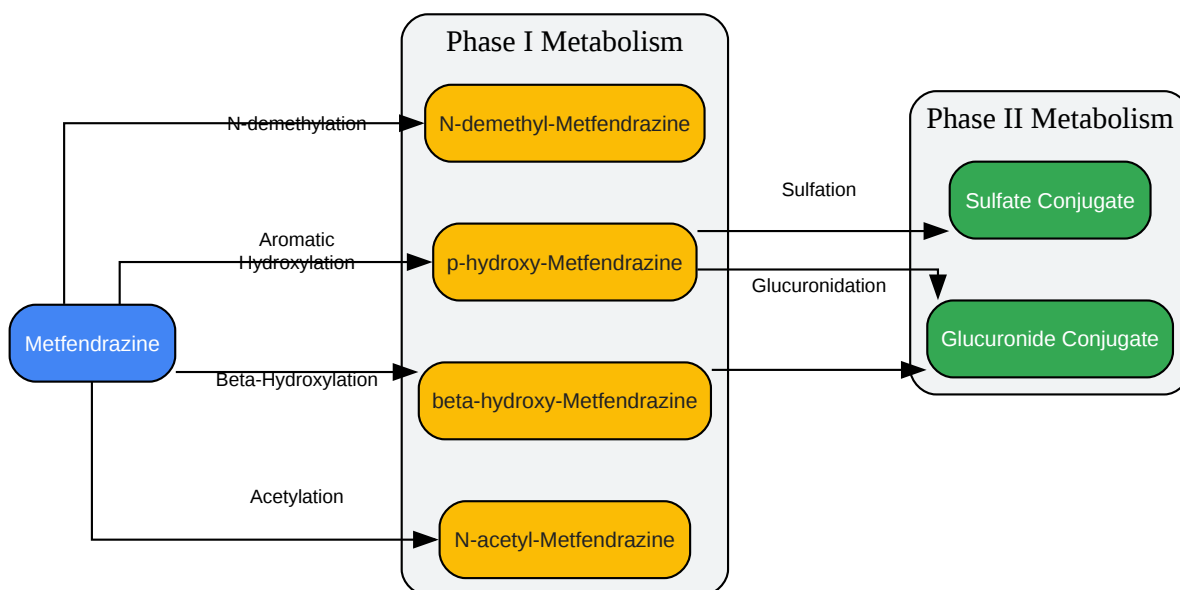 Phase I Metabolism
N-demethylation
N-demethyl-Metfendrazine
Phase II Metabolism
Sulfation
Sulfate Conjugate
Aromatic
Hydroxylation
p-hydroxy-Metfendrazine
Glucuronidation
Metfendrazine
Glucuronide Conjugate
Beta-Hydroxylation
beta-hydroxy-Metfendrazine
Acetylation
N-acetyl-Metfendrazine